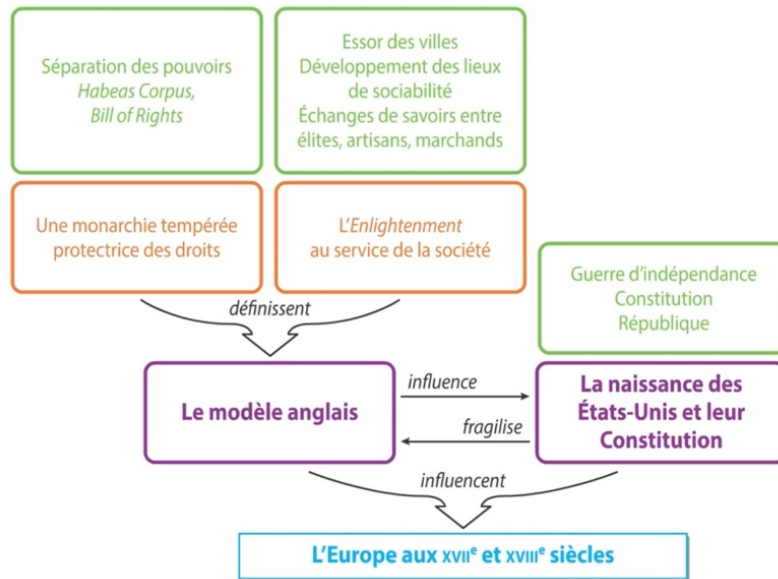 Séparation des pouvoirs
Habeas Corpus,
Bill of Rights
Essor des villes
Développement des lieux
de sociabilité
Échanges de savoirs entre
élites, artisans, marchands
Une monarchie tempérée
protectrice des droits
L'Enlightenment
au service de la société
Guerre d'indépendance
Constitution
République
définissent
Le modèle anglais
influence
fragilise
La naissance des
États-Unis et leur
Constitution
influencent
L'Europe aux XVIIe et XVIIIe siècles